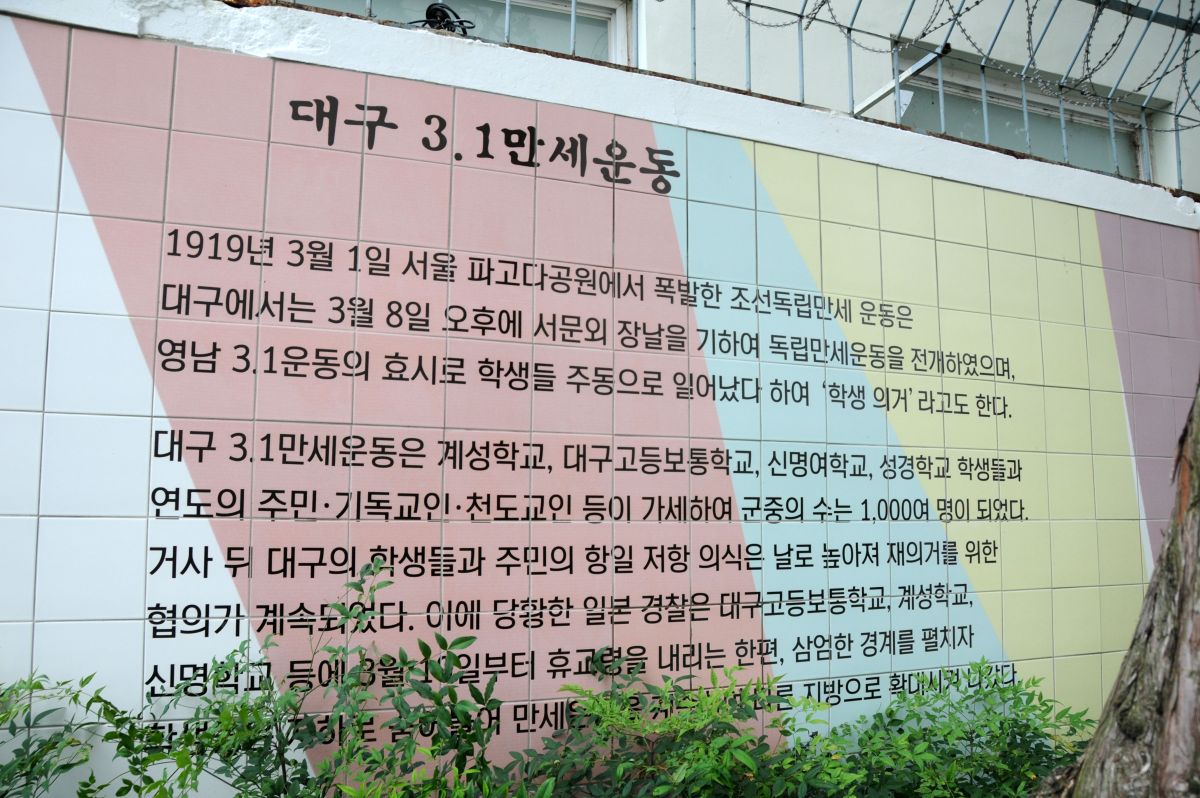 대구 3.1만세운동
1919년 3월 1일 서울 파고다공원에서 폭발한 조선독립만세 운동은
대구에서는 3월 8일 오후에 서문외 장날을 기하여 독립만세운동을 전개하였으며,
영남 3.1운동의 효시로 학생들 주동으로 일어났다 하여 ‘학생 의거’ 라고도 한다.
대구 3.1만세운동은 계성학교, 대구고등보통학교, 신명여학교, 성경학교 학생들과
연도의 주민·기독교인·천도교인 등이 가세하여 군중의 수는 1,000여 명이 되었다.
거사 뒤 대구의 학생들과 주민의 항일 저항 의식은 날로 높아져 재의거를 위한
협의가 계속되었다. 이에 당황한 일본 경찰은 대구고등보통학교, 계성학교,
신명학교 등에 3월 부터 휴교령을 내리는 한편, 삼엄한 경계를 펼치자
지방으로 확대시켜 나갔다